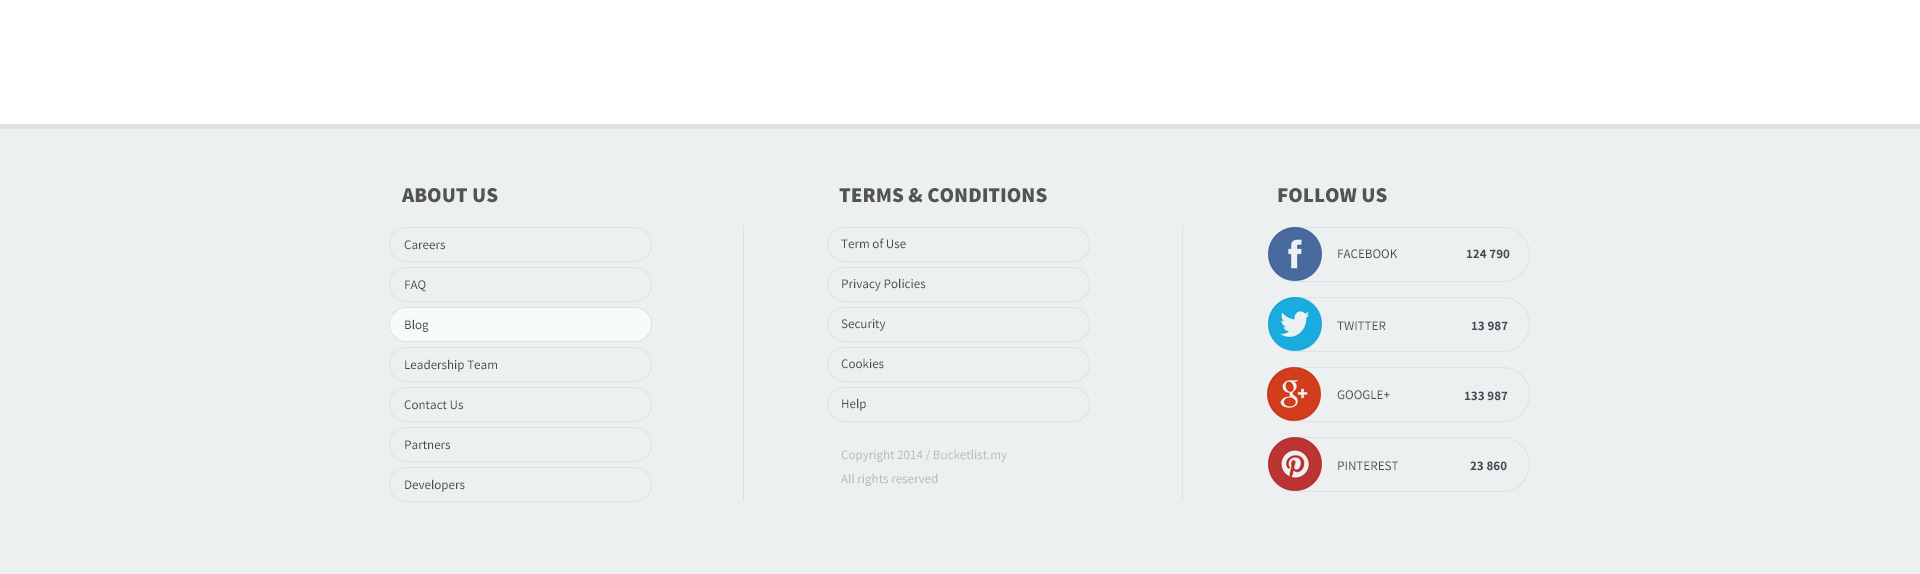 ABOUT US
Careers
FAQ
Blog
Leadership Team
Contact Us
Partners
Developers
TERMS & CONDITIONS
Term of Use
Privacy Policies
Security
Cookies
Help
Copyright 2014 / Bucketlist.my
All rights reserved
FOLLOW US
FACEBOOK 124 790
TWITTER 13 987
GOOGLE+ 133 987
PINTEREST 23 860